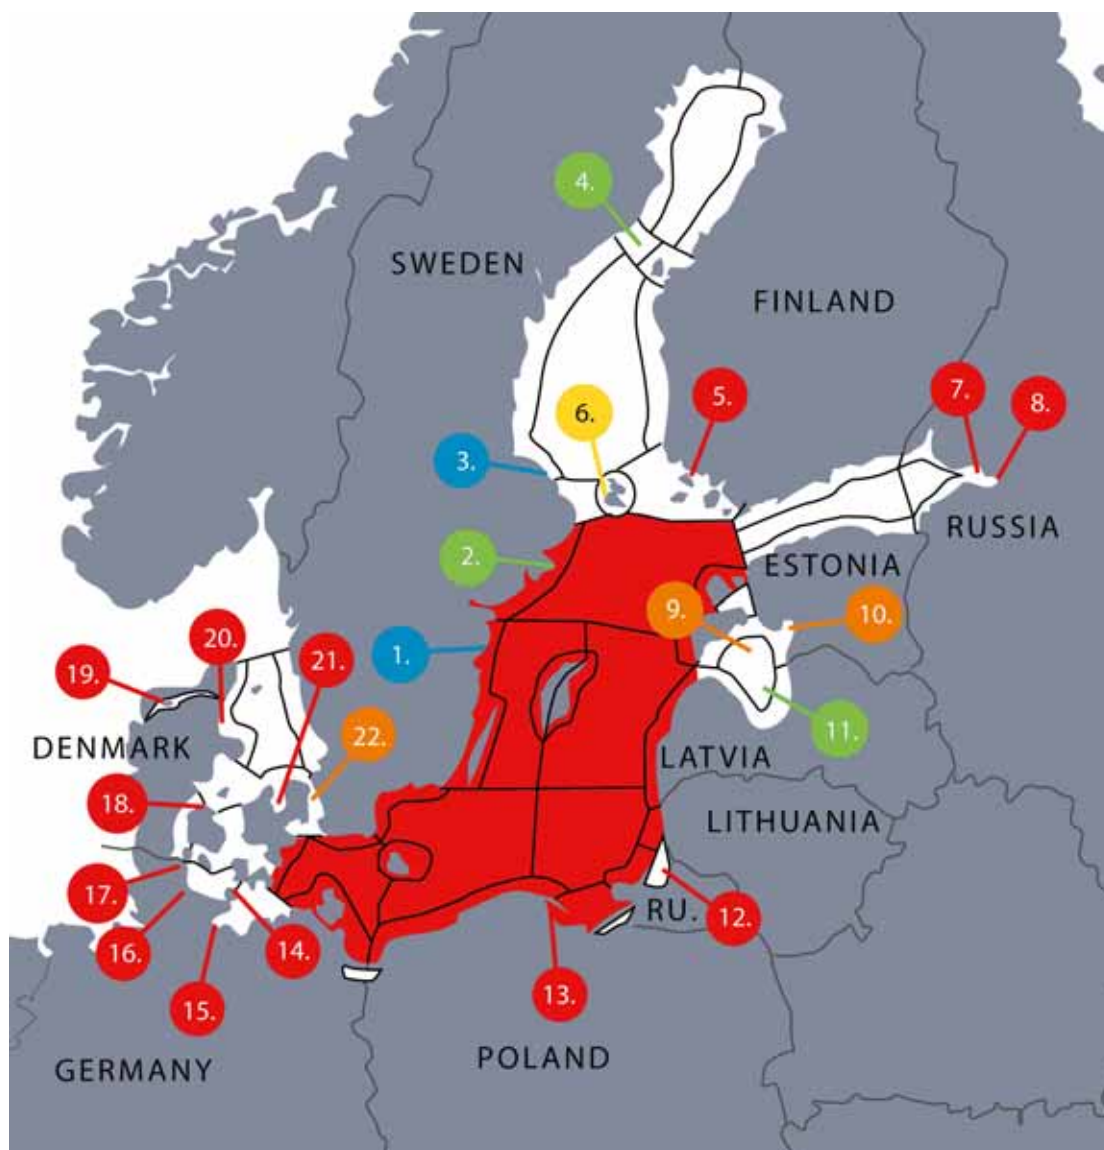 4.
SWEDEN
FINLAND
5.
7.
8.
6.
3.
RUSSIA
2.
ESTONIA
9.
10.
20.
21.
1.
19.
22.
11.
DENMARK
LATVIA
18.
LITHUANIA
17.
RU.
12.
16.
14.
15.
13.
POLAND
GERMANY